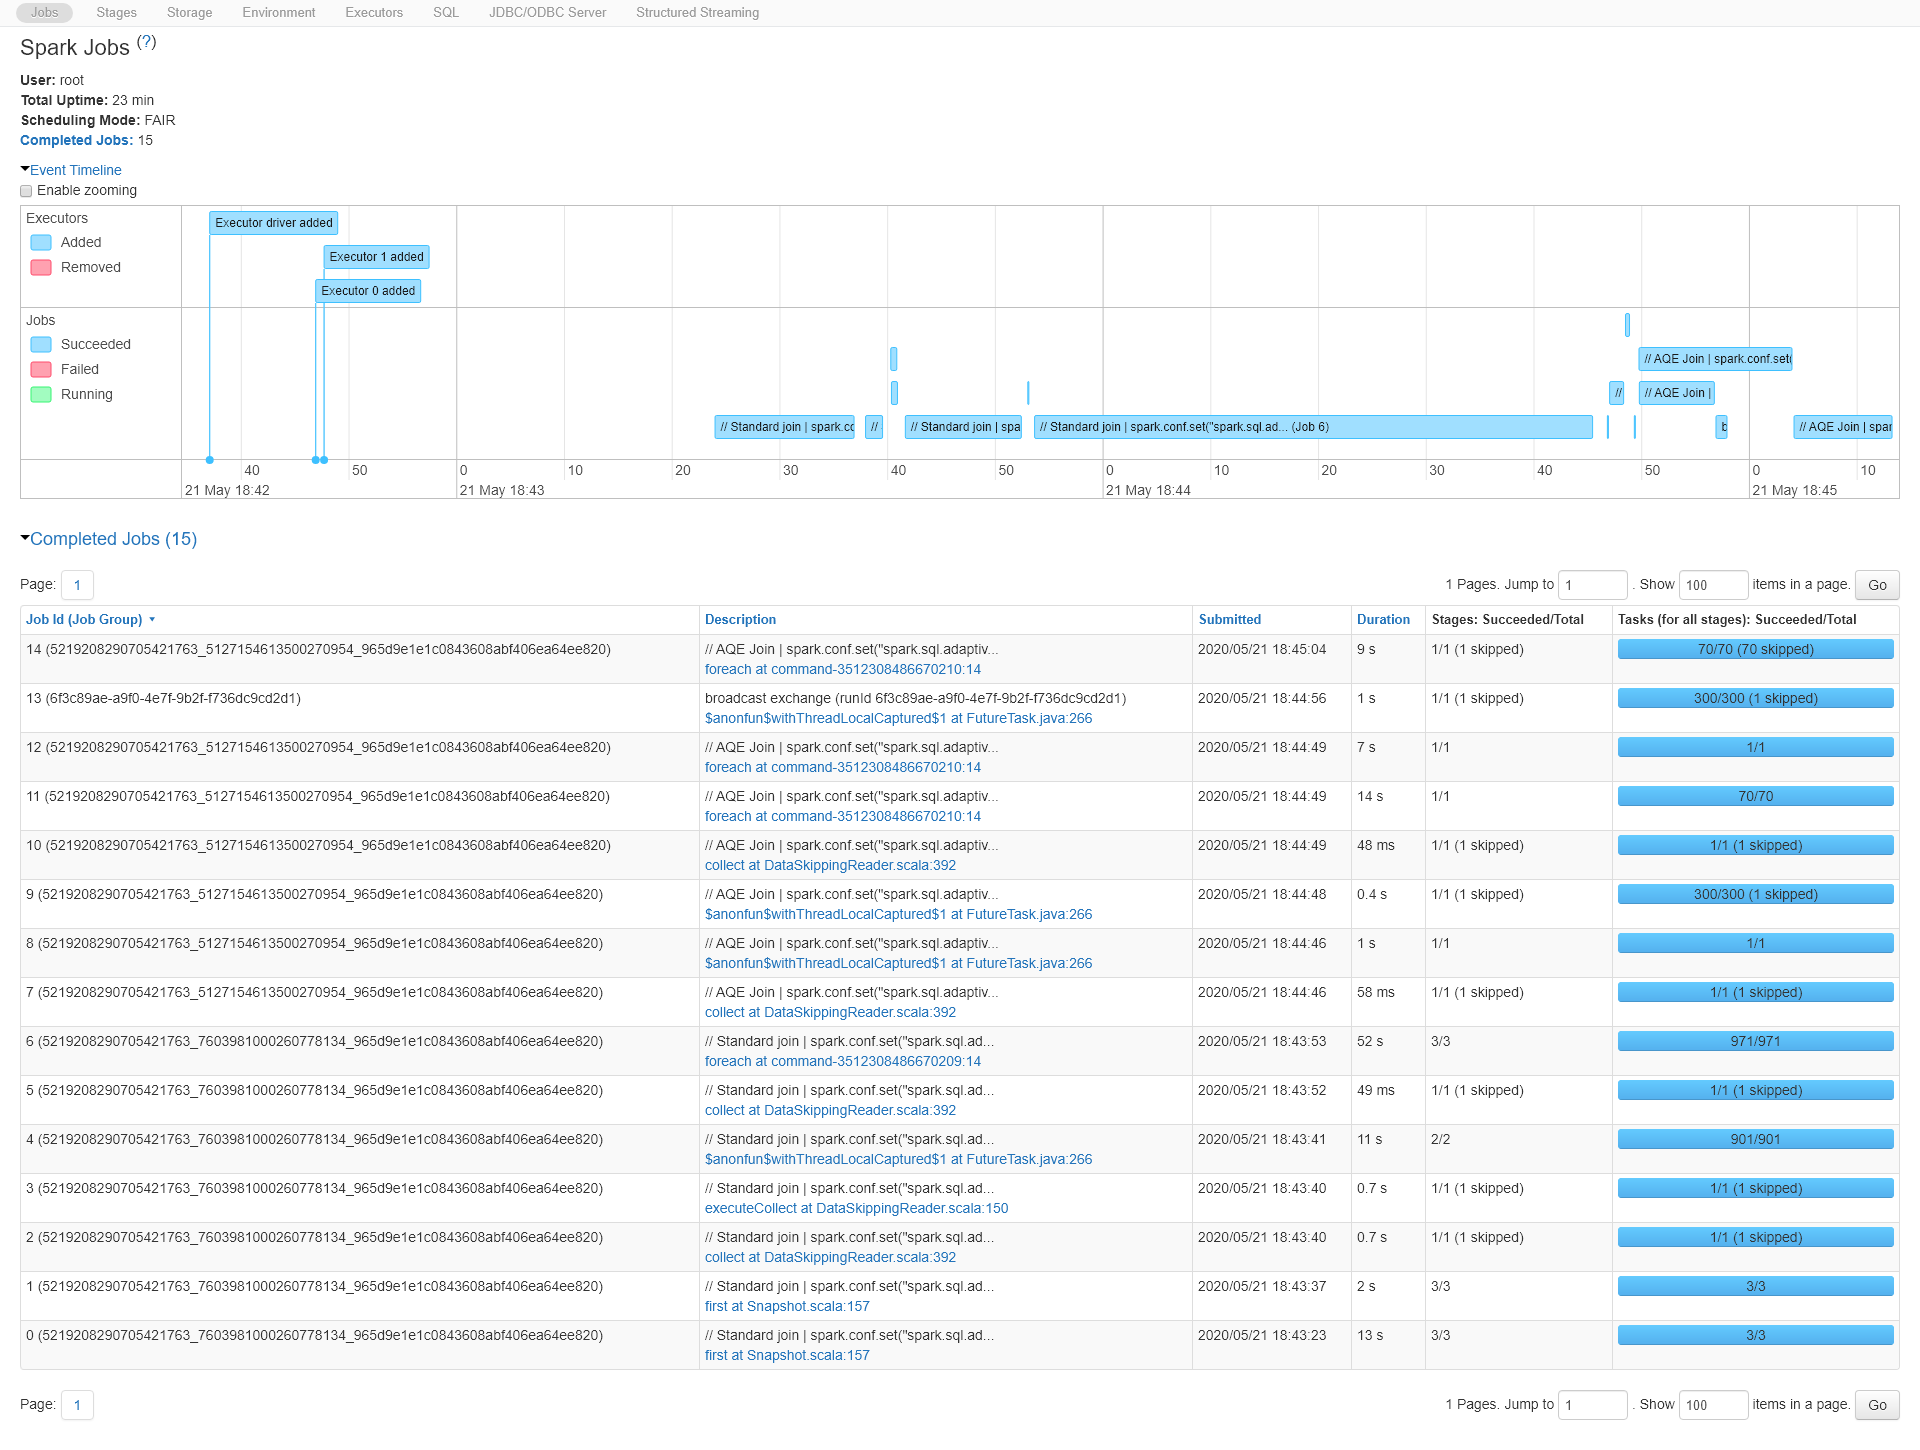 Jobs Stages Storage Environment Executors SQL JDBC/ODBC Server Structured Streaming
Spark Jobs (?)
User: root
Total Uptime: 23 min
Scheduling Mode: FAIR
Completed Jobs: 15
Event Timeline
Enable zooming
Executors
Added
Removed
Executor driver added
Executor 1 added
Executor 0 added
Jobs
Succeeded
Failed
Running
// AQE Join | spark.conf.set(
// // AQE Join |
// Standard join | spark.co // // Standard join | spa // Standard join | spark.conf.set("spark.sql.ad... (Job 6) b // AQE Join | spar
40 50 0 10 20 30 40 50 0 10 20 30 40 50 0 10
21 May 18:42 21 May 18:43 21 May 18:44 21 May 18:45
Completed Jobs (15)
Page: 1 1 Pages. Jump to 1 . Show 100 items in a page. Go
Job Id (Job Group) Description Submitted Duration Stages: Succeeded/Total Tasks (for all stages): Succeeded/Total
14 (5219208290705421763_5127154613500270954_965d9e1e1c0843608abf406ea64ee820) // AQE Join | spark.conf.set("spark.sql.adaptiv... 2020/05/21 18:45:04 9 s 1/1 (1 skipped) 70/70 (70 skipped)
foreach at command-3512308486670210:14
13 (6f3c89ae-a9f0-4e7f-9b2f-f736dc9cd2d1) broadcast exchange (runId 6f3c89ae-a9f0-4e7f-9b2f-f736dc9cd2d1) 2020/05/21 18:44:56 1 s 1/1 (1 skipped) 300/300 (1 skipped)
$anonfun$withThreadLocalCaptured$1 at FutureTask.java:266
12 (5219208290705421763_5127154613500270954_965d9e1e1c0843608abf406ea64ee820) // AQE Join | spark.conf.set("spark.sql.adaptiv... 2020/05/21 18:44:49 7 s 1/1 1/1
foreach at command-3512308486670210:14
11 (5219208290705421763_5127154613500270954_965d9e1e1c0843608abf406ea64ee820) // AQE Join | spark.conf.set("spark.sql.adaptiv... 2020/05/21 18:44:49 14 s 1/1 70/70
foreach at command-3512308486670210:14
10 (5219208290705421763_5127154613500270954_965d9e1e1c0843608abf406ea64ee820) // AQE Join | spark.conf.set("spark.sql.adaptiv... 2020/05/21 18:44:49 48 ms 1/1 (1 skipped) 1/1 (1 skipped)
collect at DataSkippingReader.scala:392
9 (5219208290705421763_5127154613500270954_965d9e1e1c0843608abf406ea64ee820) // AQE Join | spark.conf.set("spark.sql.adaptiv... 2020/05/21 18:44:48 0.4 s 1/1 (1 skipped) 300/300 (1 skipped)
$anonfun$withThreadLocalCaptured$1 at FutureTask.java:266
8 (5219208290705421763_5127154613500270954_965d9e1e1c0843608abf406ea64ee820) // AQE Join | spark.conf.set("spark.sql.adaptiv... 2020/05/21 18:44:46 1 s 1/1 1/1
$anonfun$withThreadLocalCaptured$1 at FutureTask.java:266
7 (5219208290705421763_5127154613500270954_965d9e1e1c0843608abf406ea64ee820) // AQE Join | spark.conf.set("spark.sql.adaptiv... 2020/05/21 18:44:46 58 ms 1/1 (1 skipped) 1/1 (1 skipped)
collect at DataSkippingReader.scala:392
6 (5219208290705421763_7603981000260778134_965d9e1e1c0843608abf406ea64ee820) // Standard join | spark.conf.set("spark.sql.ad... 2020/05/21 18:43:53 52 s 3/3 971/971
foreach at command-3512308486670209:14
5 (5219208290705421763_7603981000260778134_965d9e1e1c0843608abf406ea64ee820) // Standard join | spark.conf.set("spark.sql.ad... 2020/05/21 18:43:52 49 ms 1/1 (1 skipped) 1/1 (1 skipped)
collect at DataSkippingReader.scala:392
4 (5219208290705421763_7603981000260778134_965d9e1e1c0843608abf406ea64ee820) // Standard join | spark.conf.set("spark.sql.ad... 2020/05/21 18:43:41 11 s 2/2 901/901
$anonfun$withThreadLocalCaptured$1 at FutureTask.java:266
3 (5219208290705421763_7603981000260778134_965d9e1e1c0843608abf406ea64ee820) // Standard join | spark.conf.set("spark.sql.ad... 2020/05/21 18:43:40 0.7 s 1/1 (1 skipped) 1/1 (1 skipped)
executeCollect at DataSkippingReader.scala:150
2 (5219208290705421763_7603981000260778134_965d9e1e1c0843608abf406ea64ee820) // Standard join | spark.conf.set("spark.sql.ad... 2020/05/21 18:43:40 0.7 s 1/1 (1 skipped) 1/1 (1 skipped)
collect at DataSkippingReader.scala:392
1 (5219208290705421763_7603981000260778134_965d9e1e1c0843608abf406ea64ee820) // Standard join | spark.conf.set("spark.sql.ad... 2020/05/21 18:43:37 2 s 3/3 3/3
first at Snapshot.scala:157
0 (5219208290705421763_7603981000260778134_965d9e1e1c0843608abf406ea64ee820) // Standard join | spark.conf.set("spark.sql.ad... 2020/05/21 18:43:23 13 s 3/3 3/3
first at Snapshot.scala:157
Page: 1 1 Pages. Jump to 1 . Show 100 items in a page. Go